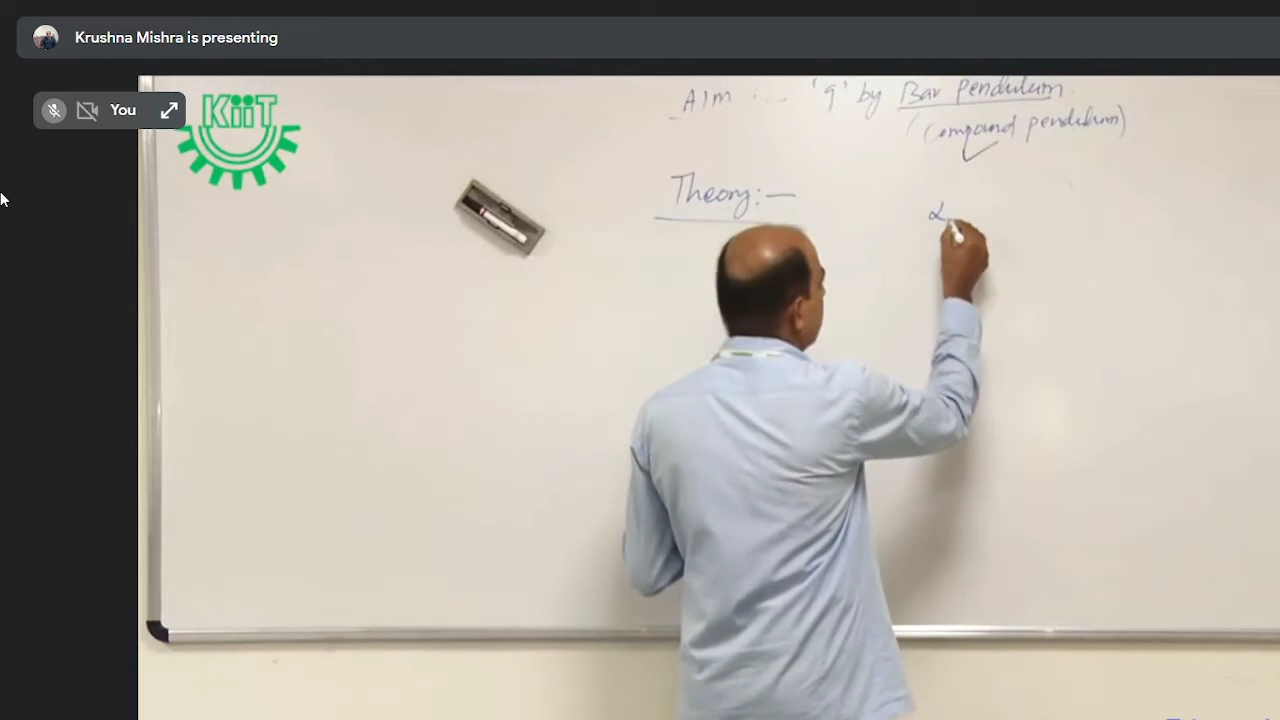 Krushna Mishra is presenting
You
KiiT
Aim :- 'g' by Bar Pendulum.
(Compound pendulum)
Theory:—
α